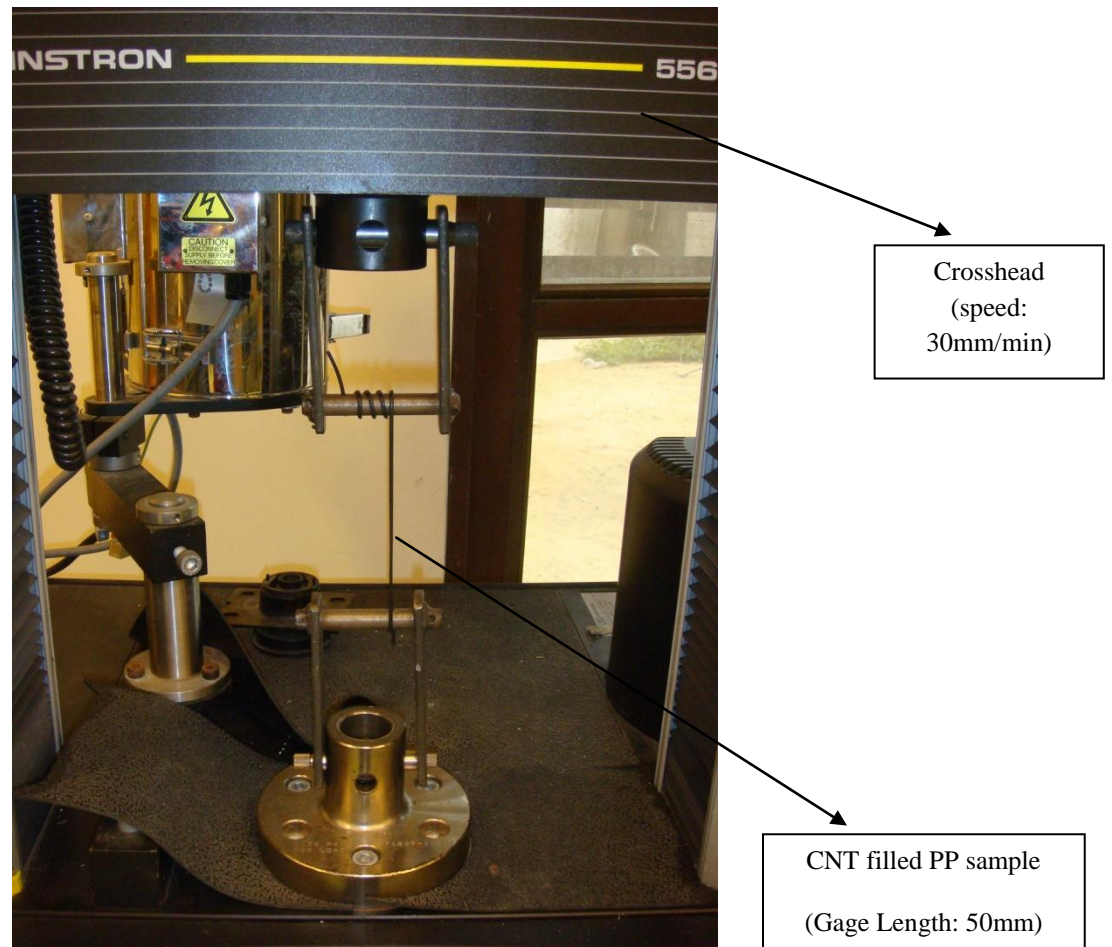 INSTRON 556
CAUTION
DISCONNECT
SUPPLY BEFORE
REMOVING COVER
Crosshead
(speed:
30mm/min)
CNT filled PP sample
(Gage Length: 50mm)